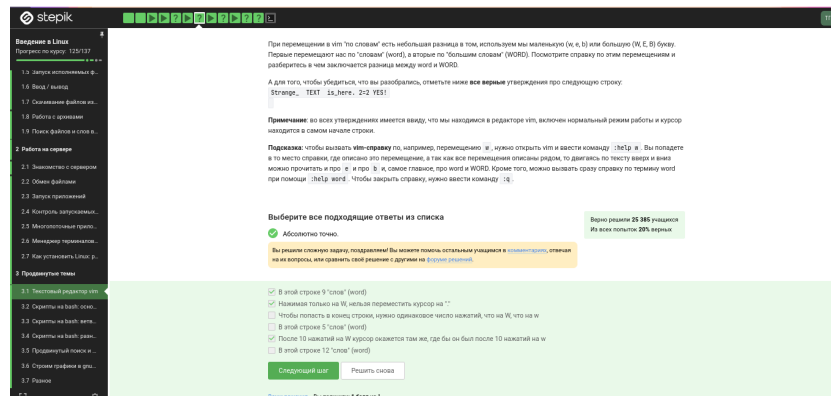 stepik
Введение в Linux
Прогресс по курсу: 125/137
1.5 Запуск исполняемых ф...
1.6 Ввод / вывод
1.7 Скачивание файлов из...
1.8 Работа с архивами
1.9 Поиск файлов и слов в...
2 Работа на сервере
2.1 Знакомство с сервером
2.2 Обмен файлами
2.3 Запуск приложений
2.4 Контроль запускаемых...
2.5 Многопоточные прило...
2.6 Менеджер терминалов...
2.7 Как установить Linux: р...
3 Продвинутые темы
3.1 Текстовый редактор vim
3.2 Скрипты на bash: осно...
3.3 Скрипты на bash: ветв...
3.4 Скрипты на bash: разн...
3.5 Продвинутый поиск и ...
3.6 Строим графики в gnu...
3.7 Разное
При перемещении в vim "по словам" есть небольшая разница в том, используем мы маленькую (w, e, b) или большую (W, E, B) букву.
Первые перемещают нас по "словам" (word), а вторые по "большим словам" (WORD). Посмотрите справку по этим перемещениям и
разберитесь в чем заключается разница между word и WORD.
А для того, чтобы убедиться, что вы разобрались, отметьте ниже все верные утверждения про следующую строку:
Strange_ TEXT is_here. 2=2 YES!
Примечание: во всех утверждениях имеется ввиду, что мы находимся в редакторе vim, включен нормальный режим работы и курсор
находится в самом начале строки.
Подсказка: чтобы вызвать vim-справку по, например, перемещению w, нужно открыть vim и ввести команду :help w. Вы попадете
в то место справки, где описано это перемещение, а так как все перемещения описаны рядом, то двигаясь по тексту вверх и вниз
можно прочитать и про e и про b и, самое главное, про word и WORD. Кроме того, можно вызвать сразу справку по термину word
при помощи :help word. Чтобы закрыть справку, нужно ввести команду :q.
Выберите все подходящие ответы из списка
Абсолютно точно.
Верно решили 25 385 учащихся
Из всех попыток 20% верных
Вы решили сложную задачу, поздравляем! Вы можете помочь остальным учащимся в комментариях, отвечая
на их вопросы, или сравнить своё решение с другими на форуме решений.
В этой строке 9 "слов" (word)
Нажимая только на W, нельзя переместить курсор на "."
Чтобы попасть в конец строки, нужно одинаковое число нажатий, что на W, что на w
В этой строке 5 "слов" (word)
После 10 нажатий на W курсор окажется там же, где бы он был после 10 нажатий на w
В этой строке 12 "слов" (word)
Следующий шаг
Решить снова